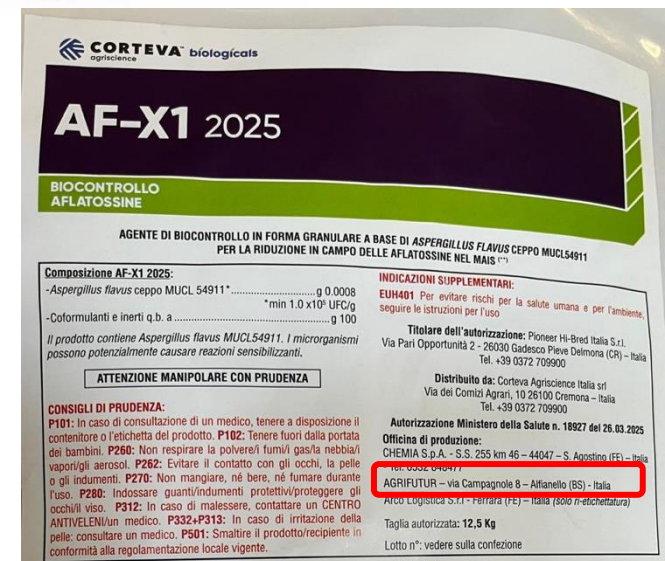 CORTEVA biologicals
agriscience
AF-X1 2025
BIOCONTROLLO
AFLATOSSINE
AGENTE DI BIOCONTROLLO IN FORMA GRANULARE A BASE DI ASPERGILLUS FLAVUS CEPPO MUCL54911
PER LA RIDUZIONE IN CAMPO DELLE AFLATOSSINE NEL MAIS (**)
Composizione AF-X1 2025:
-Aspergillus flavus ceppo MUCL 54911*..............................g 0.0008
*min 1.0 x10⁵ UFC/g
-Coformulanti e inerti q.b. a ........................................g 100
Il prodotto contiene Aspergillus flavus MUCL54911. I microrganismi
possono potenzialmente causare reazioni sensibilizzanti.
ATTENZIONE MANIPOLARE CON PRUDENZA
CONSIGLI DI PRUDENZA:
P101: In caso di consultazione di un medico, tenere a disposizione il
contenitore o l'etichetta del prodotto. P102: Tenere fuori dalla portata
dei bambini. P260: Non respirare la polvere/i fumi/i gas/la nebbia/i
vapori/gli aerosol. P262: Evitare il contatto con gli occhi, la pelle
o gli indumenti. P270: Non mangiare, né bere, né fumare durante
l'uso. P280: Indossare guanti/indumenti protettivi/proteggere gli
occhi/il viso. P312: In caso di malessere, contattare un CENTRO
ANTIVELENI/un medico. P332+P313: In caso di irritazione della
pelle: consultare un medico. P501: Smaltire il prodotto/recipiente in
conformità alla regolamentazione locale vigente.
INDICAZIONI SUPPLEMENTARI:
EUH401 Per evitare rischi per la salute umana e per l'ambiente,
seguire le istruzioni per l'uso
Titolare dell'autorizzazione: Pioneer Hi-Bred Italia S.r.l.
Via Pari Opportunità 2 - 26030 Gadesco Pieve Delmona (CR) – Italia
Tel. +39 0372 709900
Distribuito da: Corteva Agriscience Italia srl
Via dei Comizi Agrari, 10 26100 Cremona – Italia
Tel. +39 0372 709900
Autorizzazione Ministero della Salute n. 18927 del 26.03.2025
Officina di produzione:
CHEMIA S.p.A. - S.S. 255 km 46 – 44047 – S. Agostino (FE) – Italia
AGRIFUTUR – via Campagnole 8 – Alfianello (BS) - Italia
Arco Logistica S.r.l - Ferrara (FE) – Italia (solo ri-etichettatura)
Taglia autorizzata: 12,5 Kg
Lotto n°: vedere sulla confezione